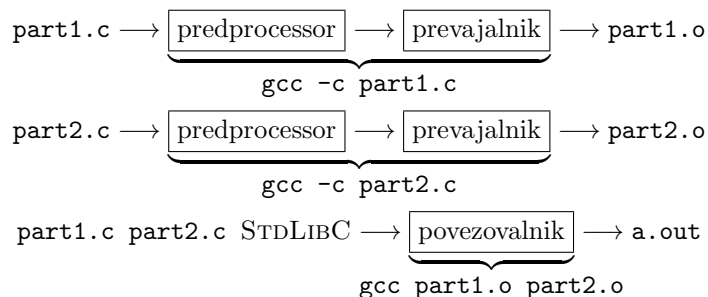 part1.c → predprocessor → prevajalnik → part1.o
gcc -c part1.c
part2.c → predprocessor → prevajalnik → part2.o
gcc -c part2.c
part1.c part2.c STDLIBC → povezovalnik → a.out
gcc part1.o part2.o